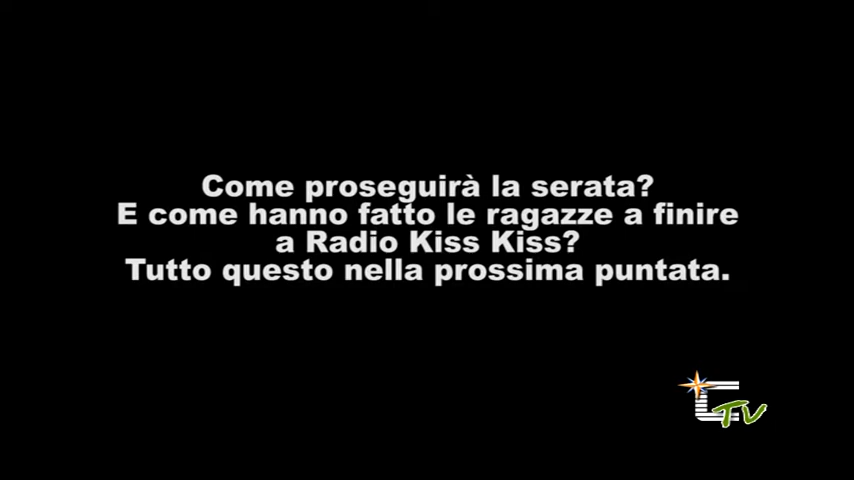 Come proseguirà la serata?
E come hanno fatto le ragazze a finire
a Radio Kiss Kiss?
Tutto questo nella prossima puntata.
TV